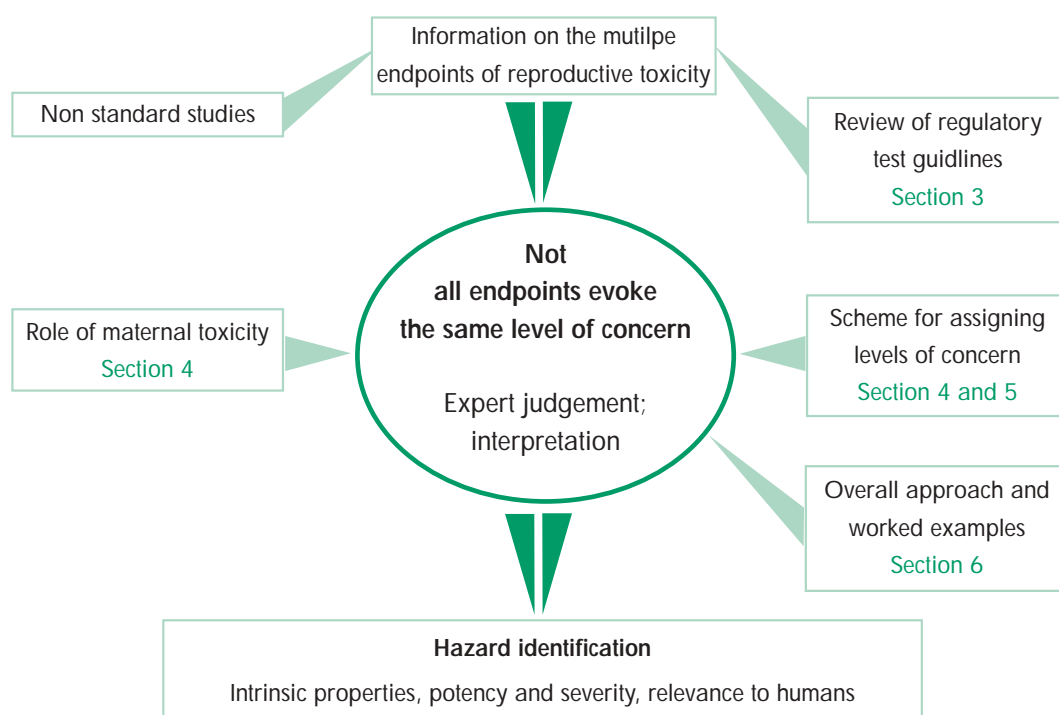 Information on the mutilpe
endpoints of reproductive toxicity
Non standard studies
Review of regulatory
test guidlines
Section 3
Not
all endpoints evoke
the same level of concern
Expert judgement;
interpretation
Role of maternal toxicity
Section 4
Scheme for assigning
levels of concern
Section 4 and 5
Overall approach and
worked examples
Section 6
Hazard identification
Intrinsic properties, potency and severity, relevance to humans